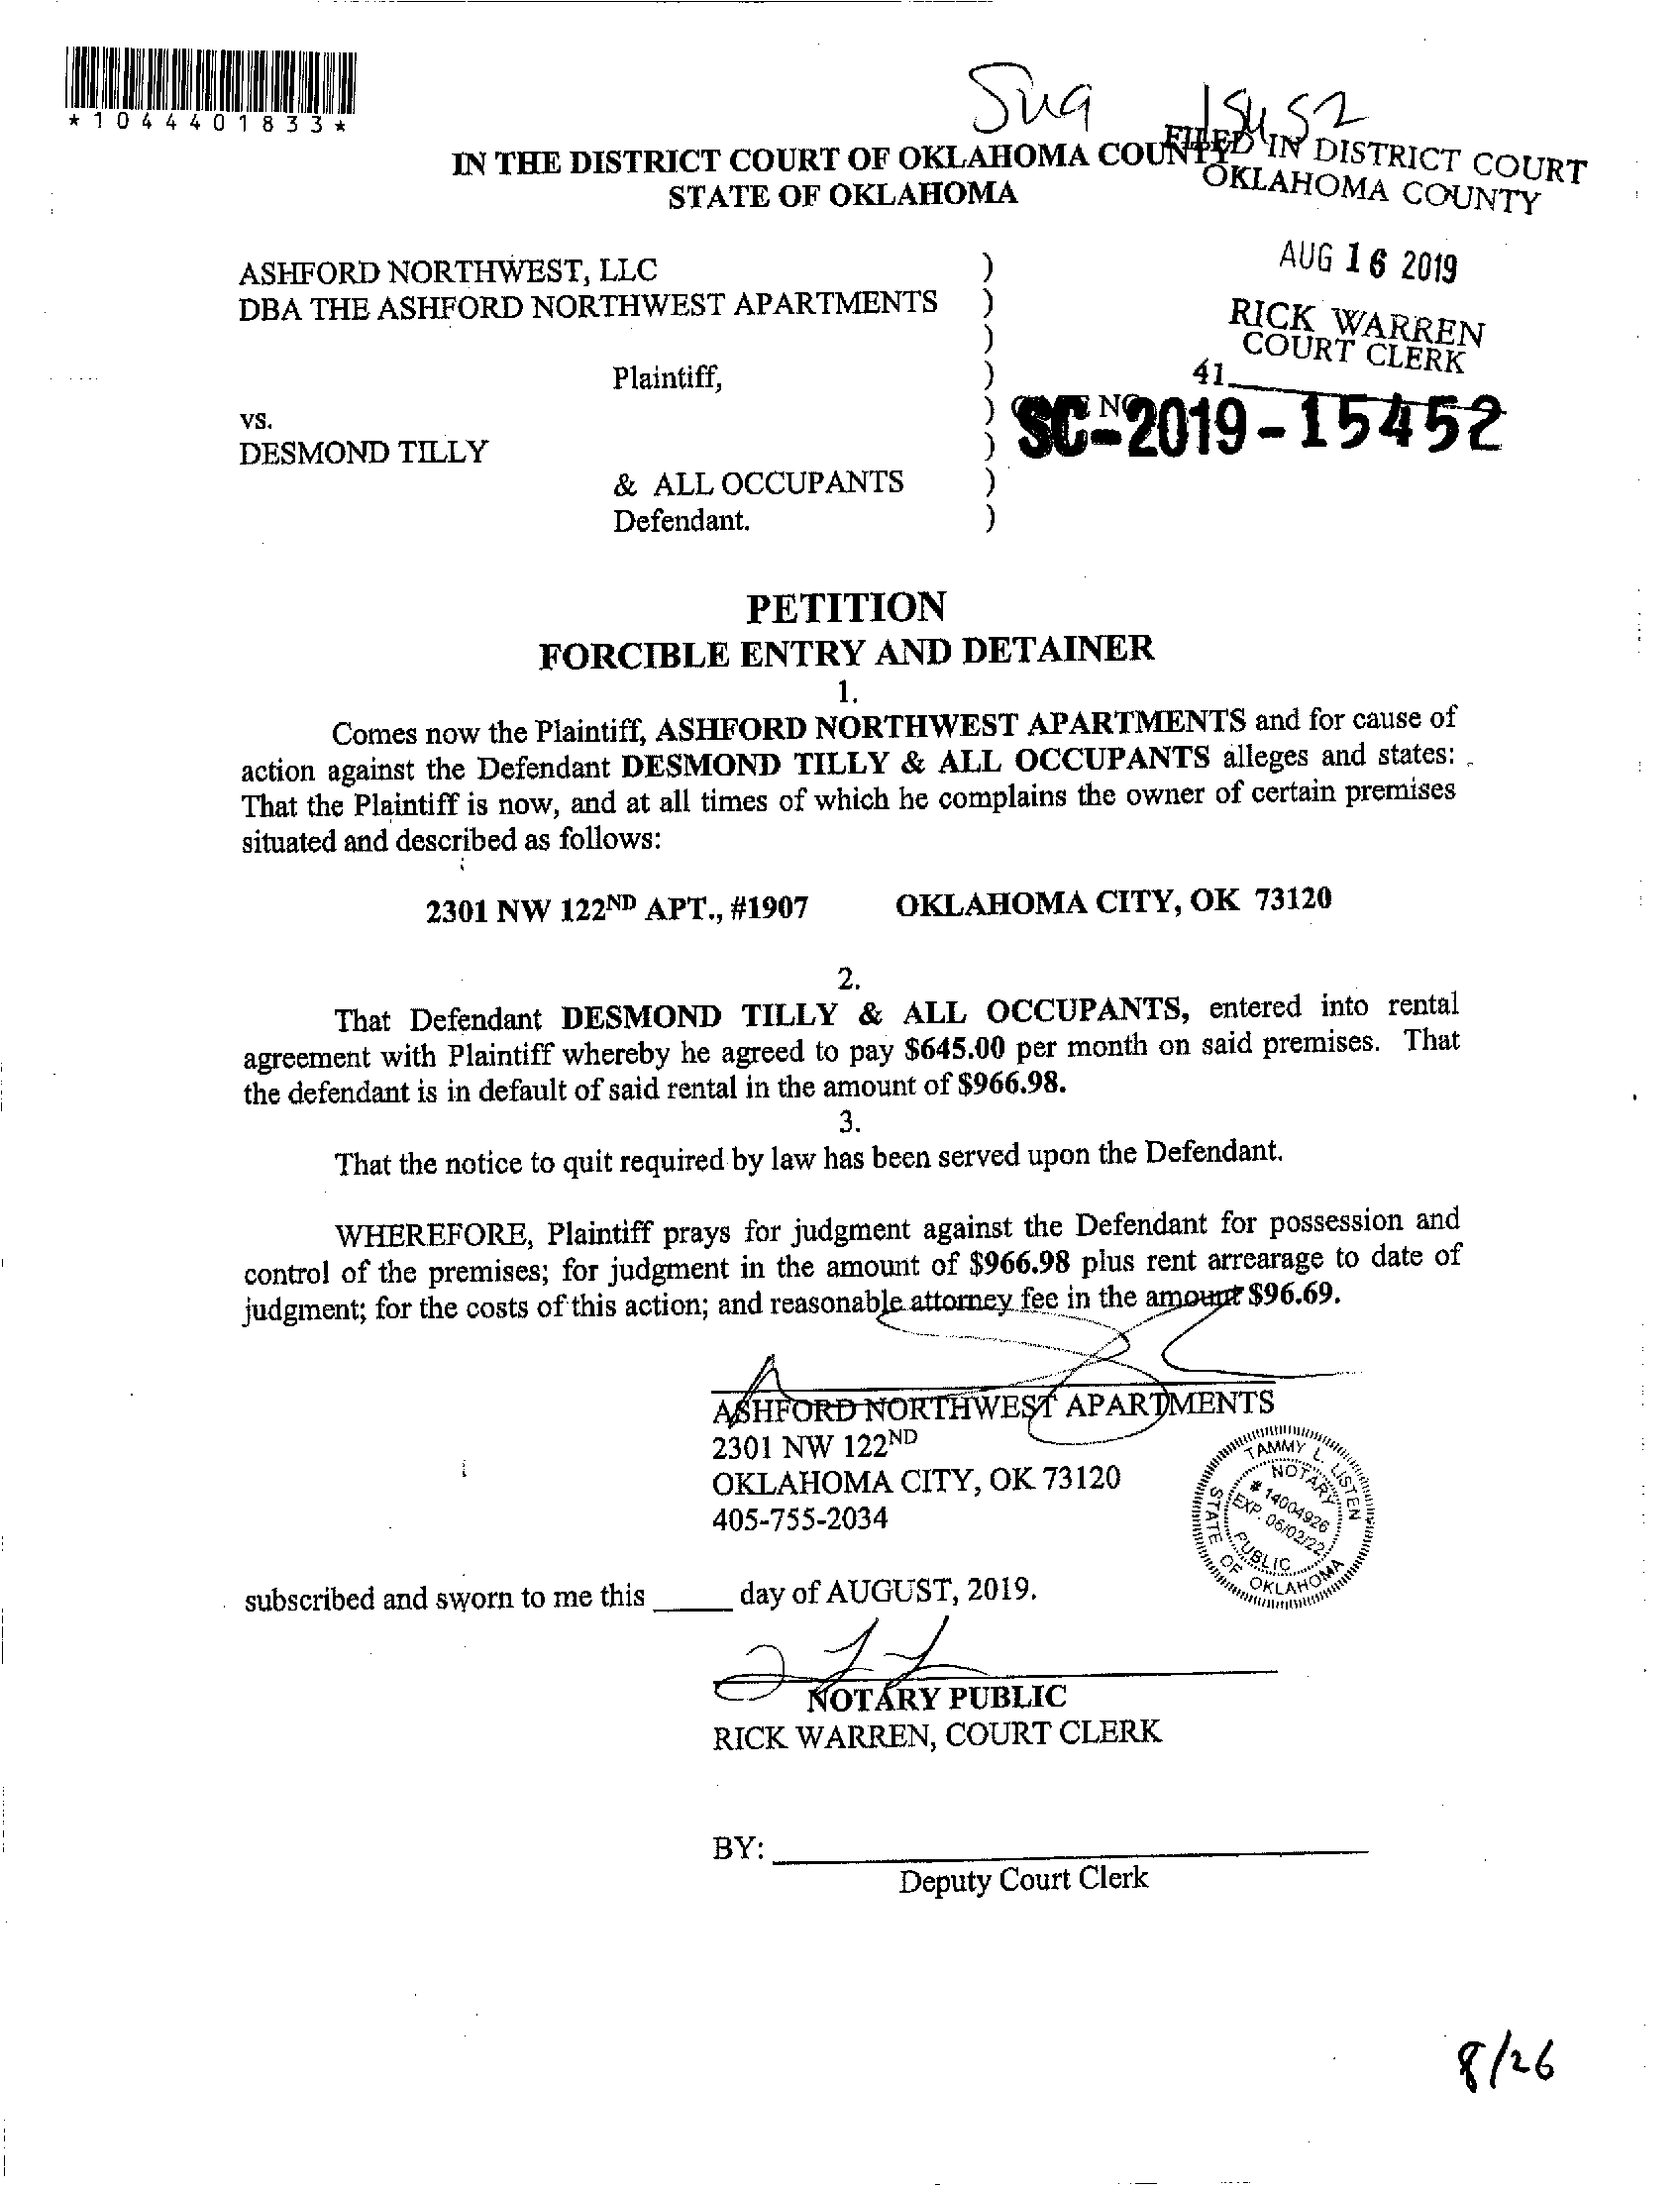 *1044401833*
IN THE DISTRICT COURT OF OKLAHOMA COUNTY
STATE OF OKLAHOMA
FILED IN DISTRICT COURT
OKLAHOMA COUNTY
AUG 16 2019
RICK WARREN
COURT CLERK
41
ASHFORD NORTHWEST, LLC )
DBA THE ASHFORD NORTHWEST APARTMENTS )
)
Plaintiff, )
vs. ) SC-2019-15452
DESMOND TILLY )
& ALL OCCUPANTS )
Defendant. )
PETITION
FORCIBLE ENTRY AND DETAINER
1.
Comes now the Plaintiff, ASHFORD NORTHWEST APARTMENTS and for cause of
action against the Defendant DESMOND TILLY & ALL OCCUPANTS alleges and states:
That the Plaintiff is now, and at all times of which he complains the owner of certain premises
situated and described as follows:
2301 NW 122ND APT., #1907 OKLAHOMA CITY, OK 73120
2.
That Defendant DESMOND TILLY & ALL OCCUPANTS, entered into rental
agreement with Plaintiff whereby he agreed to pay $645.00 per month on said premises. That
the defendant is in default of said rental in the amount of $966.98.
3.
That the notice to quit required by law has been served upon the Defendant.
WHEREFORE, Plaintiff prays for judgment against the Defendant for possession and
control of the premises; for judgment in the amount of $966.98 plus rent arrearage to date of
judgment; for the costs of this action; and reasonable attorney fee in the amount $96.69.
ASHFORD NORTHWEST APARTMENTS
2301 NW 122ND
OKLAHOMA CITY, OK 73120
405-755-2034
TAMMY L. LISTEN
NOTARY
# 14004926
EXP. 06/02/22
PUBLIC
STATE OF OKLAHOMA
subscribed and sworn to me this _____ day of AUGUST, 2019.
NOTARY PUBLIC
RICK WARREN, COURT CLERK
BY:
Deputy Court Clerk
8/26